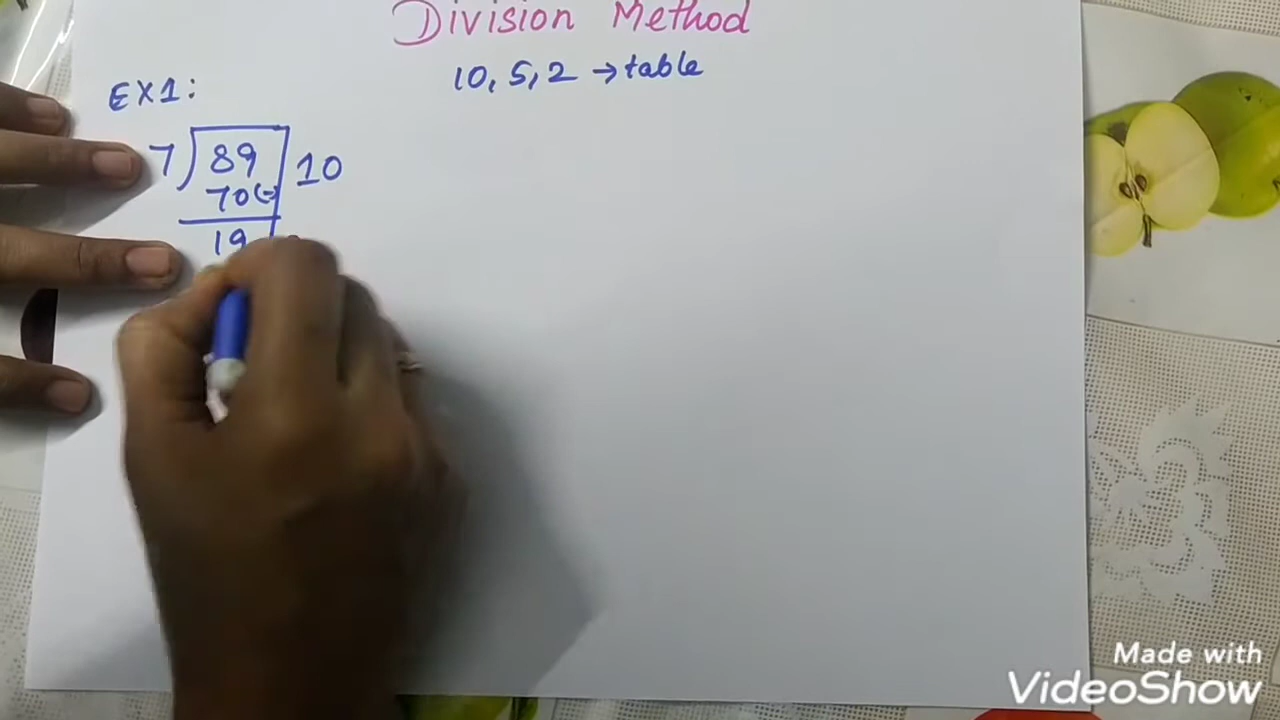 Division Method
10, 5, 2 → table
EX1:
7) 89 10
70(-)
19
Made with
VideoShow